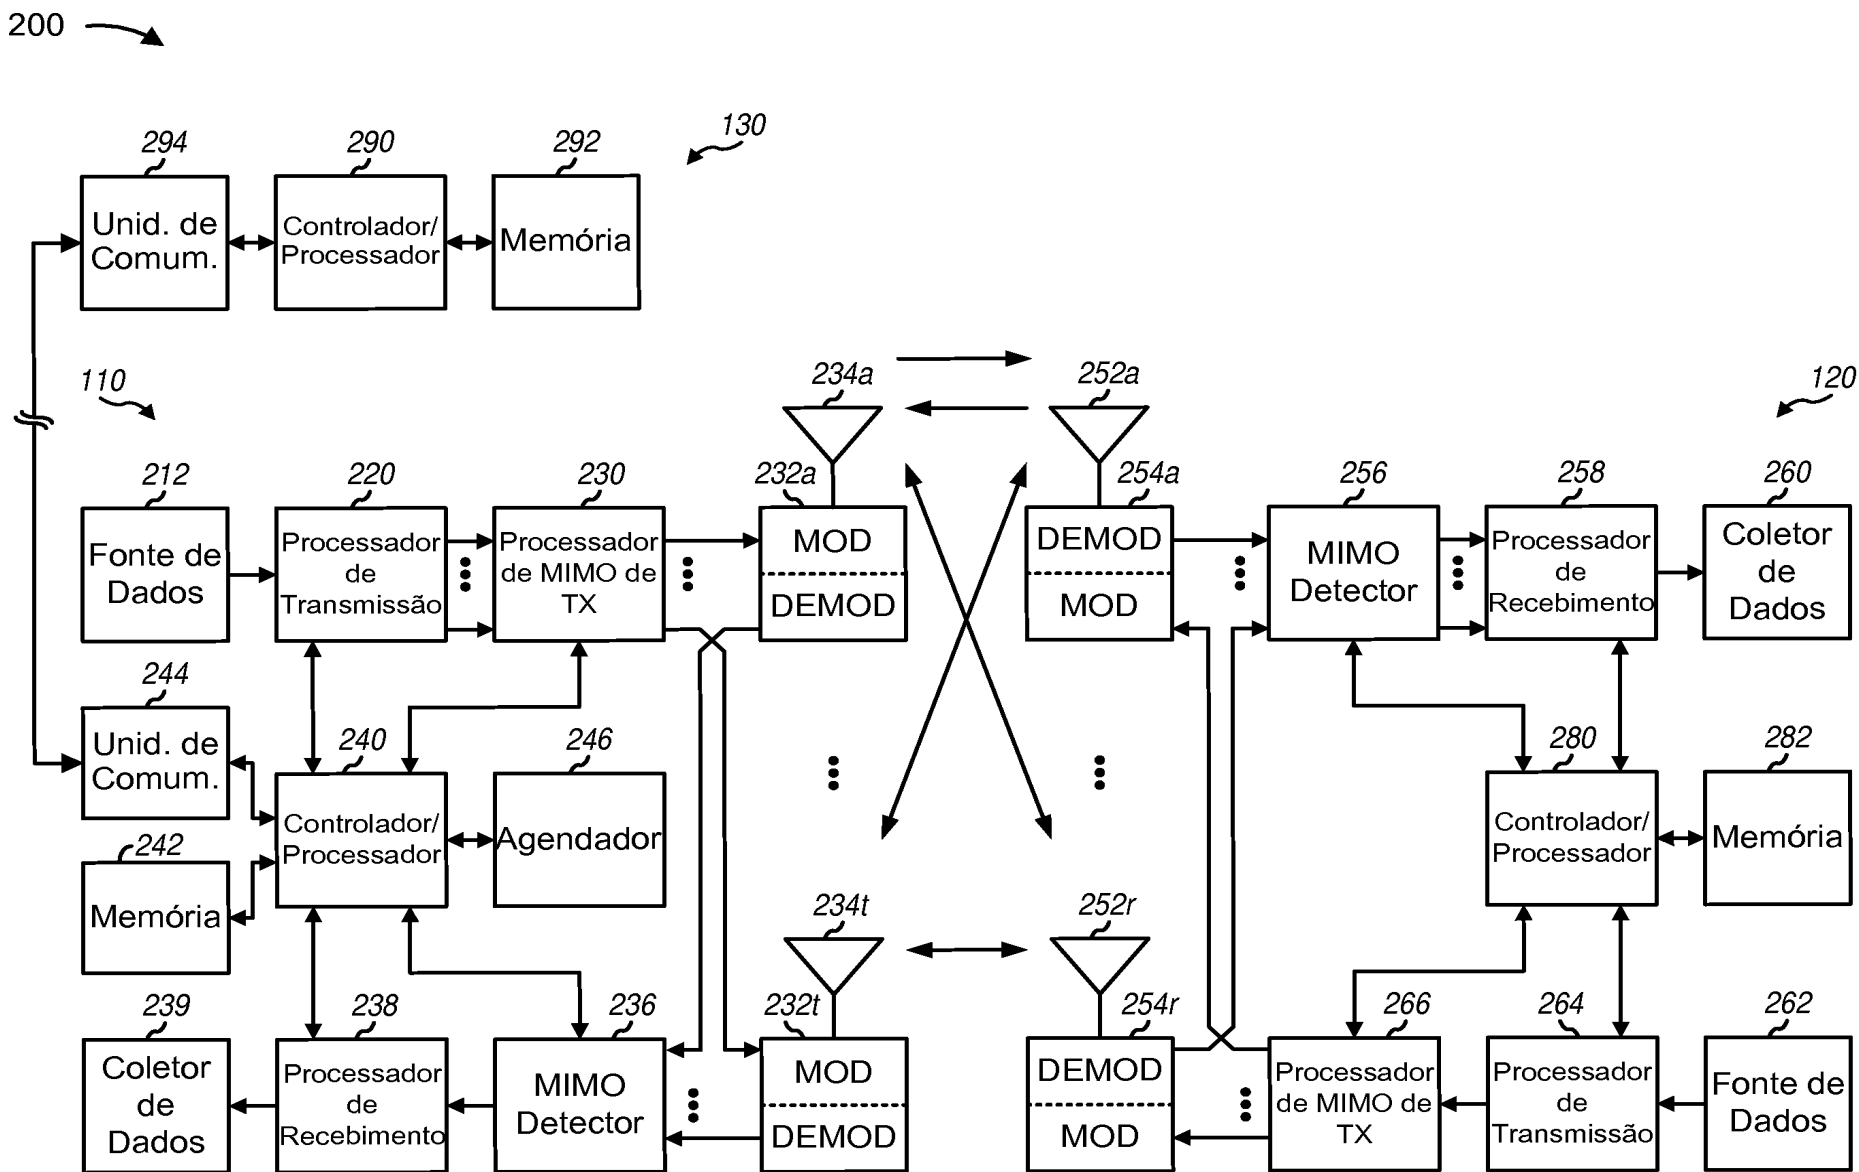 200
130
294
290
292
Unid. de
Comum.
Controlador/
Processador
Memória
110
120
234a
252a
212
220
230
232a
254a
256
258
260
Fonte de
Dados
Processador
de
Transmissão
Processador
de MIMO de
TX
MOD
DEMOD
DEMOD
MOD
MIMO
Detector
Processador
de
Recebimento
Coletor
de
Dados
244
240
246
280
282
Unid. de
Comum.
Controlador/
Processador
Agendador
Controlador/
Processador
Memória
242
Memória
234t
252r
239
238
236
232t
254r
266
264
262
Coletor
de
Dados
Processador
de
Recebimento
MIMO
Detector
MOD
DEMOD
DEMOD
MOD
Processador
de MIMO de
TX
Processador
de
Transmissão
Fonte de
Dados